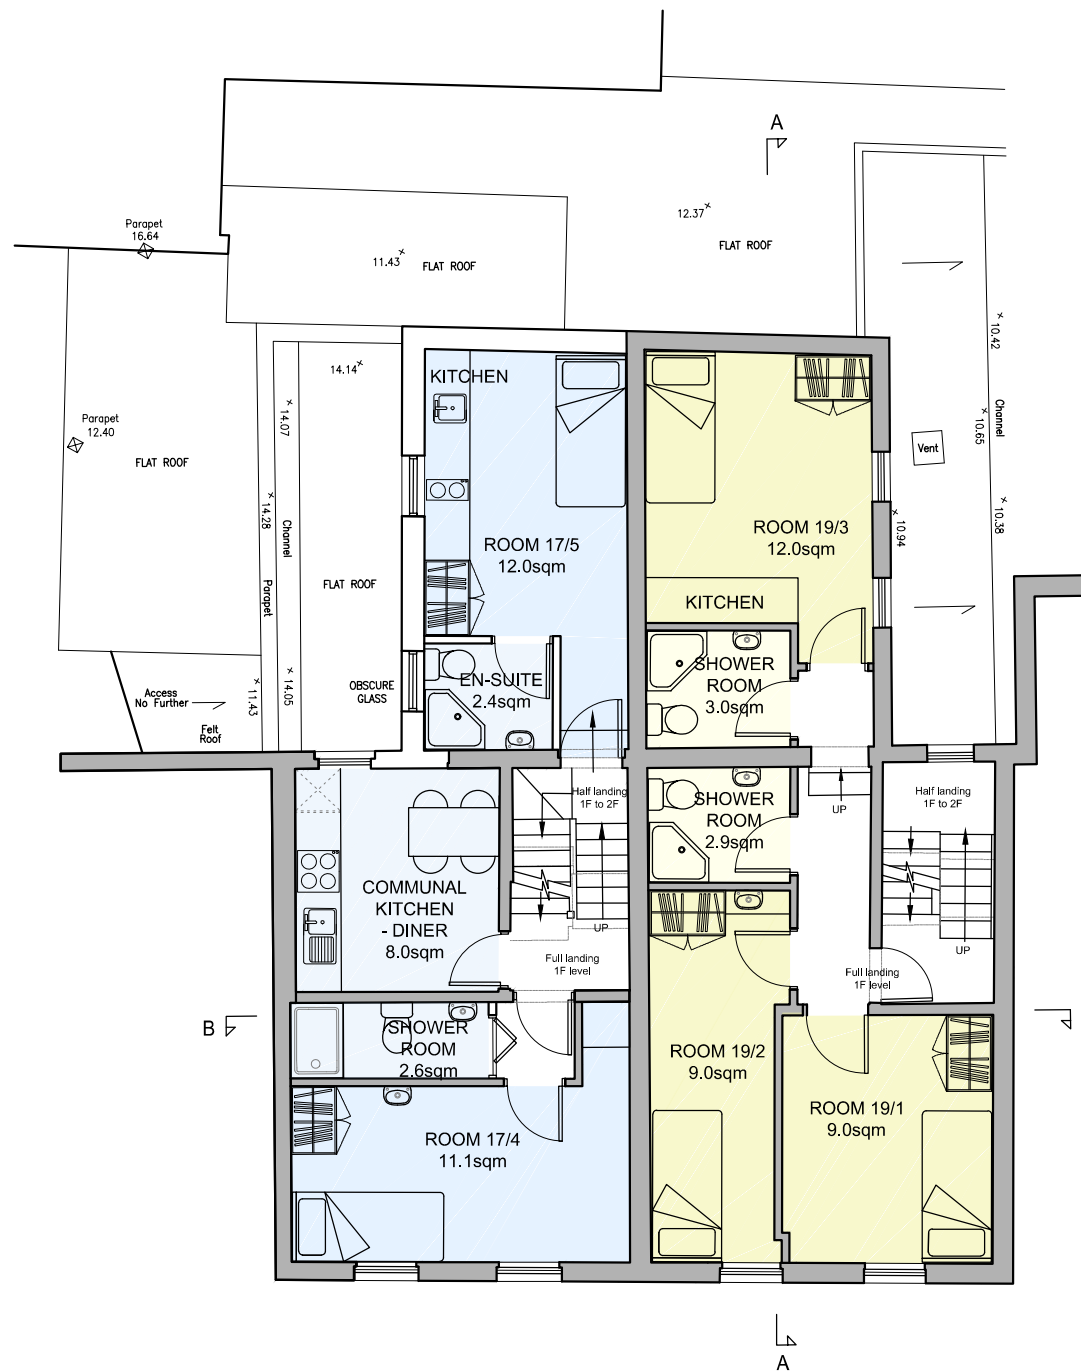 A
Parapet
16.64
12.37
FLAT ROOF
11.43
FLAT ROOF
10.42
Channel
10.65
Vent
10.38
10.94
14.14
14.07
Channel
Parapet
12.40
FLAT ROOF
14.28
Parapet
FLAT ROOF
14.05
11.43
OBSCURE
GLASS
Access
No Further
Felt
Roof
KITCHEN
ROOM 17/5
12.0sqm
EN-SUITE
2.4sqm
ROOM 19/3
12.0sqm
KITCHEN
SHOWER
ROOM
3.0sqm
SHOWER
ROOM
2.9sqm
UP
Half landing
1F to 2F
UP
Half landing
1F to 2F
UP
COMMUNAL
KITCHEN
- DINER
8.0sqm
Full landing
1F level
Full landing
1F level
B
SHOWER
ROOM
2.6sqm
ROOM 17/4
11.1sqm
ROOM 19/2
9.0sqm
ROOM 19/1
9.0sqm
A